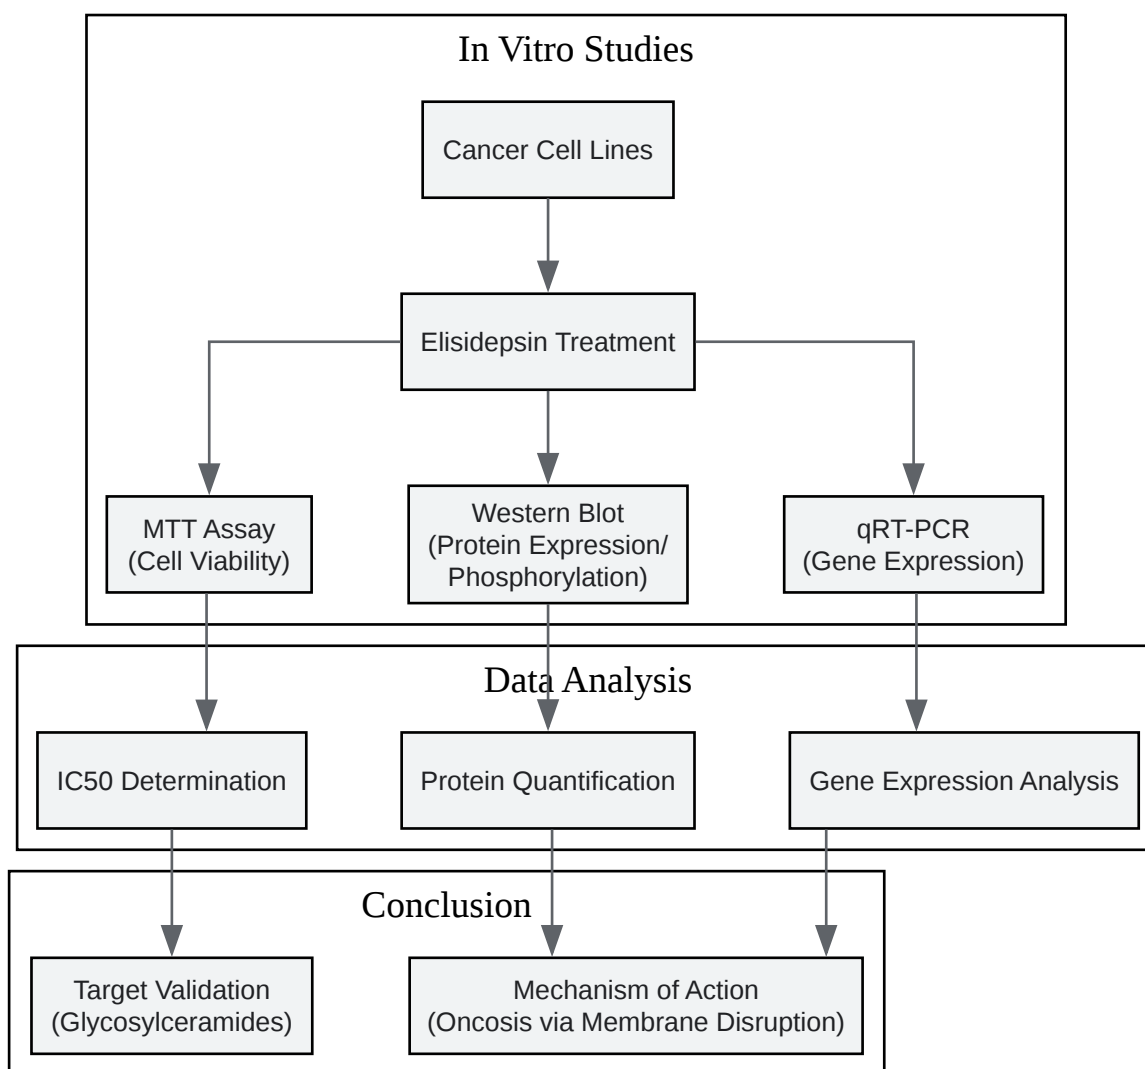 In Vitro Studies
Cancer Cell Lines
Elisidepsin Treatment
MTT Assay
(Cell Viability)
Western Blot
(Protein Expression/
Phosphorylation)
qRT-PCR
(Gene Expression)
Data Analysis
IC50 Determination
Protein Quantification
Gene Expression Analysis
Conclusion
Target Validation
(Glycosylceramides)
Mechanism of Action
(Oncosis via Membrane Disruption)